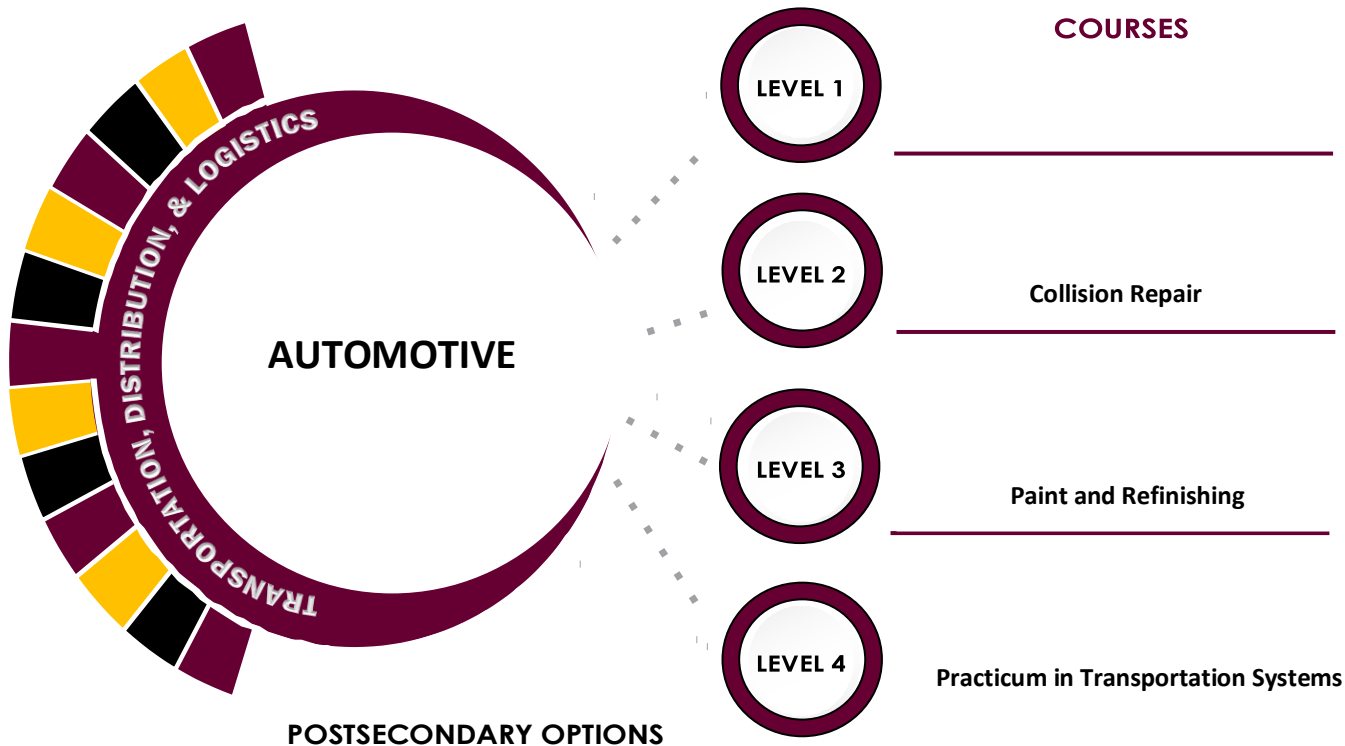 TRANSPORTATION, DISTRIBUTION, & LOGISTICS
AUTOMOTIVE
COURSES
LEVEL 1
LEVEL 2
Collision Repair
LEVEL 3
Paint and Refinishing
LEVEL 4
Practicum in Transportation Systems
POSTSECONDARY OPTIONS